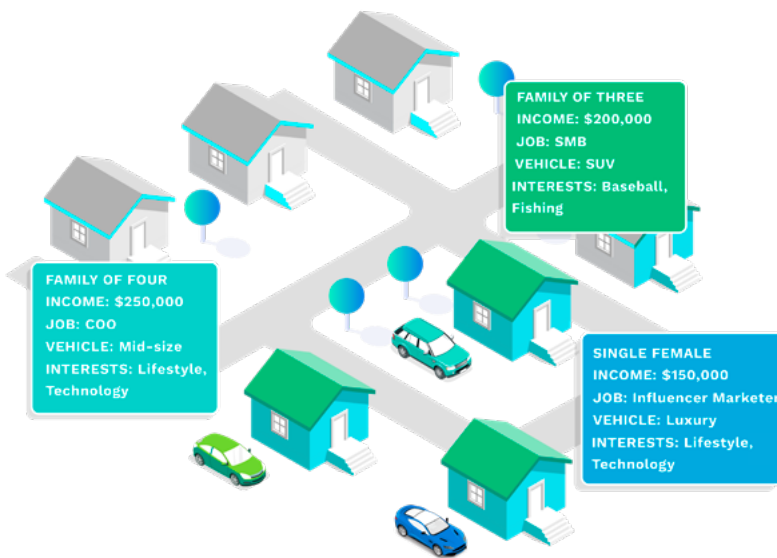 FAMILY OF THREE
INCOME: $200,000
JOB: SMB
VEHICLE: SUV
INTERESTS: Baseball,
Fishing
FAMILY OF FOUR
INCOME: $250,000
JOB: COO
VEHICLE: Mid-size
INTERESTS: Lifestyle,
Technology
SINGLE FEMALE
INCOME: $150,000
JOB: Influencer Marketer
VEHICLE: Luxury
INTERESTS: Lifestyle,
Technology